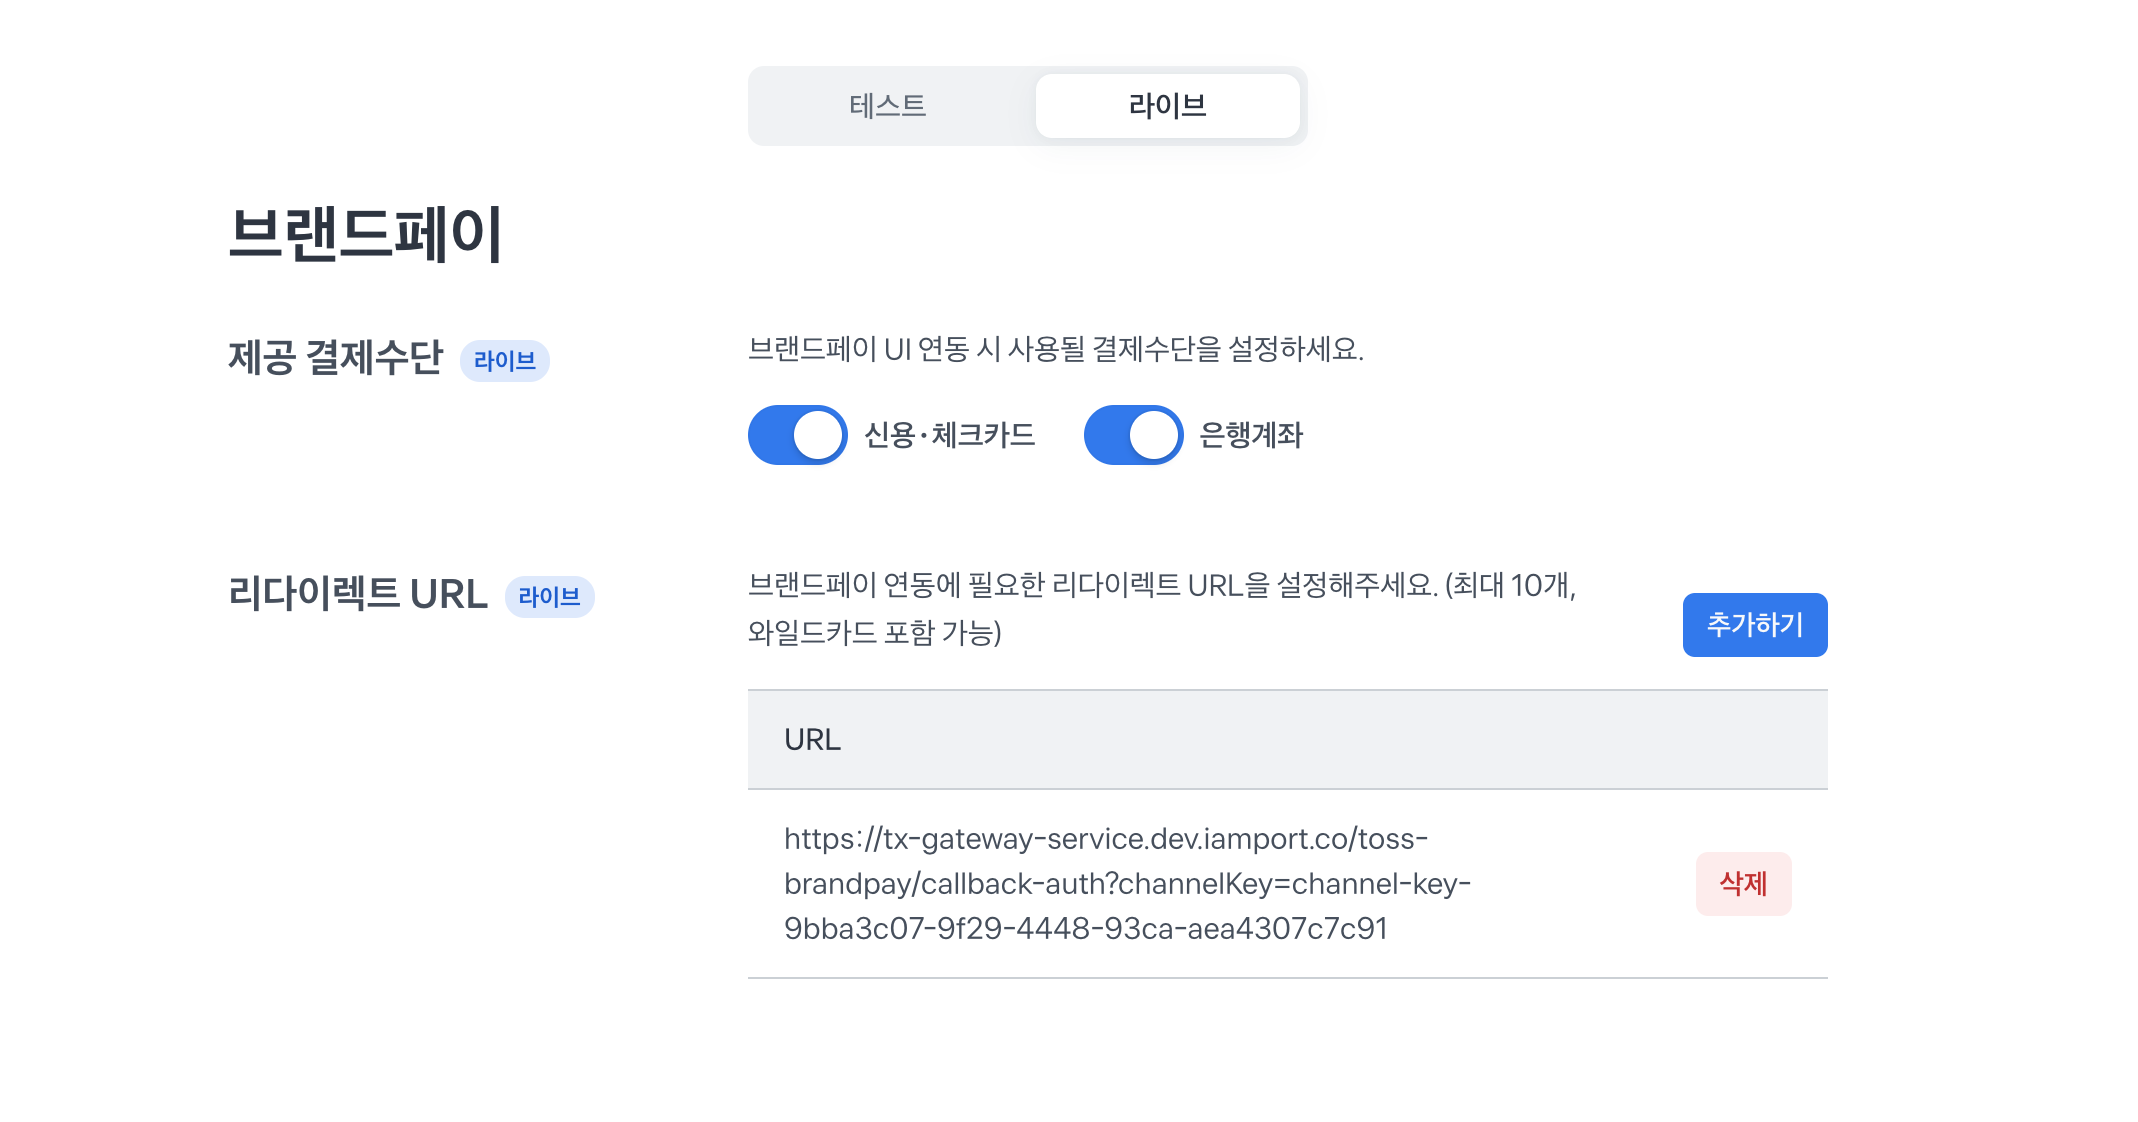 테스트
라이브
브랜드페이
제공 결제수단 라이브
브랜드페이 UI 연동 시 사용될 결제수단을 설정하세요.
신용·체크카드
은행계좌
리다이렉트 URL 라이브
브랜드페이 연동에 필요한 리다이렉트 URL을 설정해주세요. (최대 10개,
와일드카드 포함 가능)
추가하기
URL
https://tx-gateway-service.dev.iamport.co/toss-
brandpay/callback-auth?channelKey=channel-key-
9bba3c07-9f29-4448-93ca-aea4307c7c91
삭제